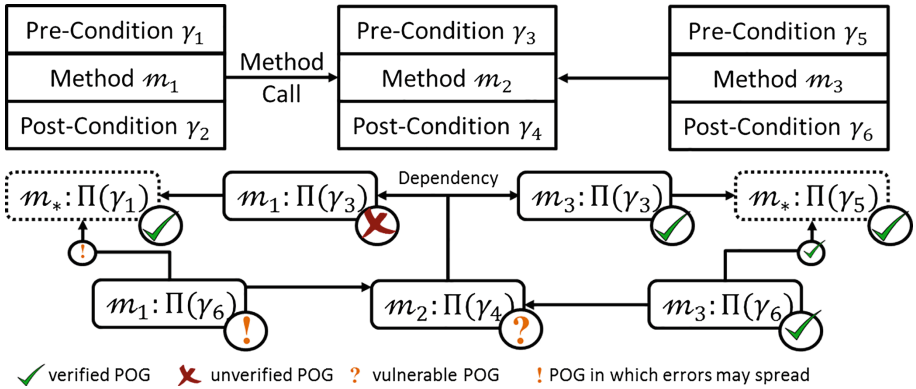 Pre-Condition γ₁
Method m₁
Post-Condition γ₂
Method
Call
Pre-Condition γ₃
Method m₂
Post-Condition γ₄
Pre-Condition γ₅
Method m₃
Post-Condition γ₆
m∗: Π(γ₁)
m₁: Π(γ₃)
Dependency
m₃: Π(γ₃)
m∗: Π(γ₅)
!
m₁: Π(γ₆)
!
m₂: Π(γ₄)
?
m₃: Π(γ₆)
verified POG
unverified POG
? vulnerable POG
! POG in which errors may spread